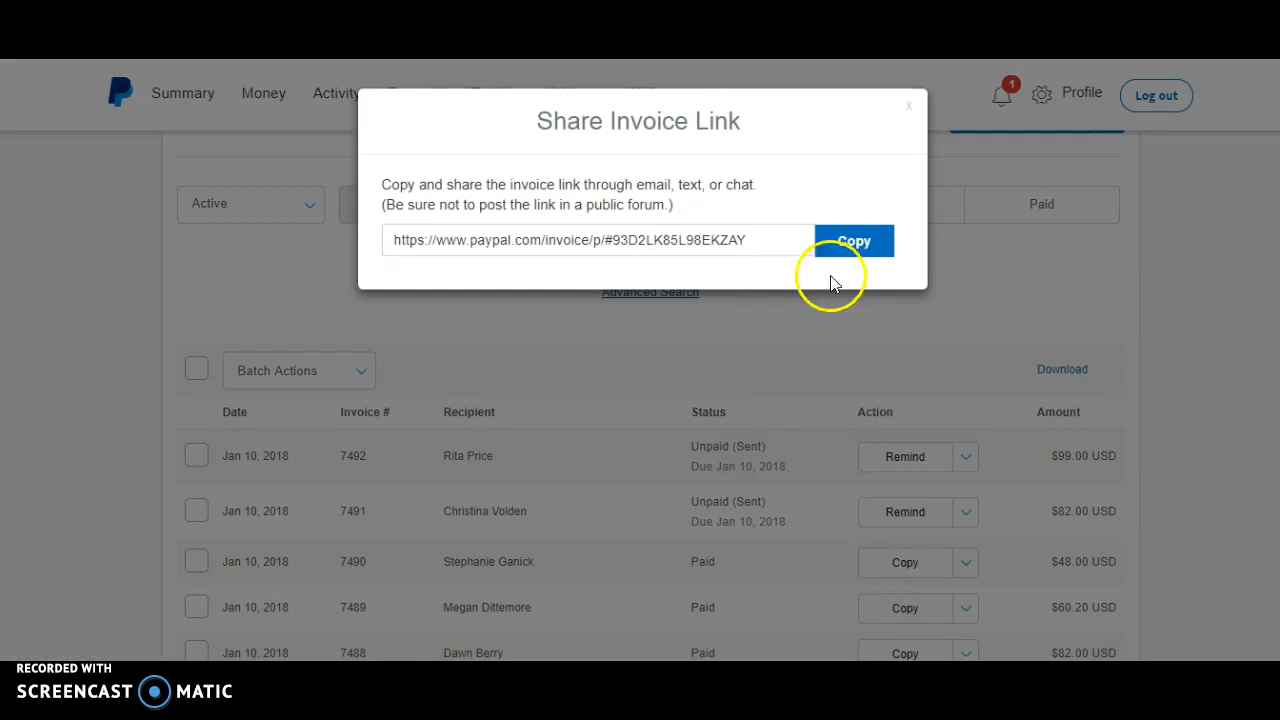 Summary Money Activity
1
Profile
Log out
Share Invoice Link
x
Copy and share the invoice link through email, text, or chat.
(Be sure not to post the link in a public forum.)
https://www.paypal.com/invoice/p/#93D2LK85L98EKZAY
Copy
Active
Paid
Advanced Search
Batch Actions
Download
Date Invoice # Recipient Status Action Amount
Jan 10, 2018 7492 Rita Price Unpaid (Sent) Remind $99.00 USD
Due Jan 10, 2018
Jan 10, 2018 7491 Christina Volden Unpaid (Sent) Remind $82.00 USD
Due Jan 10, 2018
Jan 10, 2018 7490 Stephanie Ganick Paid Copy $48.00 USD
Jan 10, 2018 7489 Megan Dittemore Paid Copy $60.20 USD
Jan 10, 2018 7488 Dawn Berry Paid Copy $82.00 USD
RECORDED WITH
SCREENCAST MATIC